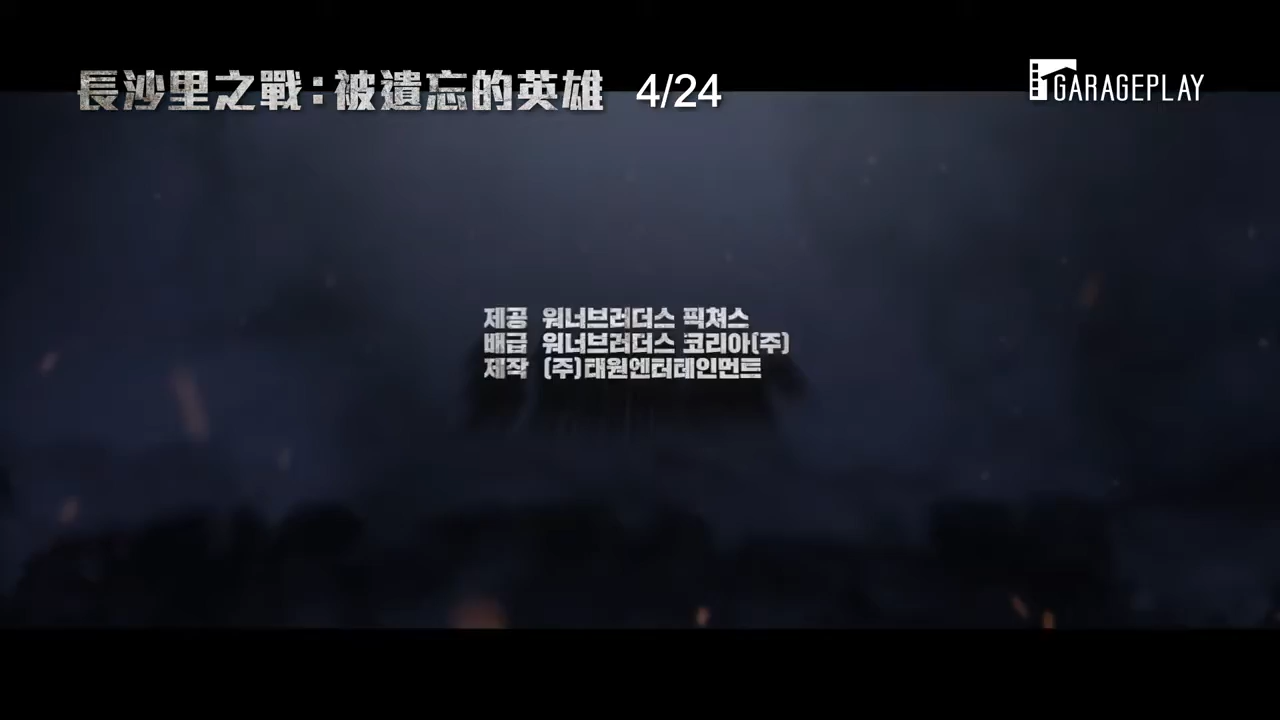 長沙里之戰：被遺忘的英雄 4/24
GARAGEPLAY
제공 워너브러더스 픽쳐스
배급 워너브러더스 코리아(주)
제작 (주)태원엔터테인먼트